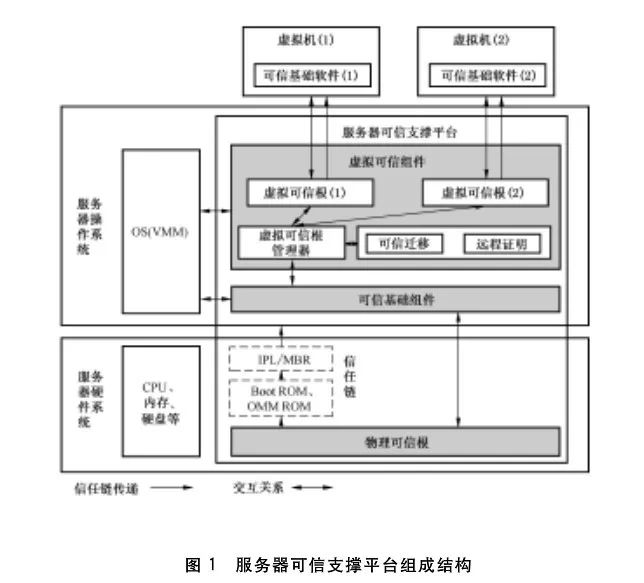 虚拟机(1)
可信基础软件(1)
虚拟机(2)
可信基础软件(2)
服务器可信支撑平台
虚拟可信组件
虚拟可信根(1)
虚拟可信根(2)
服务
器操
作系
统
OS(VMM)
虚拟可信根
管理器
可信迁移
远程证明
可信基础组件
服务
器硬
件系
统
CPU、
内存、
硬盘等
IPL/MBR
Boot ROM、
OMM ROM
信
任
链
物理可信根
信任链传递
交互关系
图 1 服务器可信支撑平台组成结构